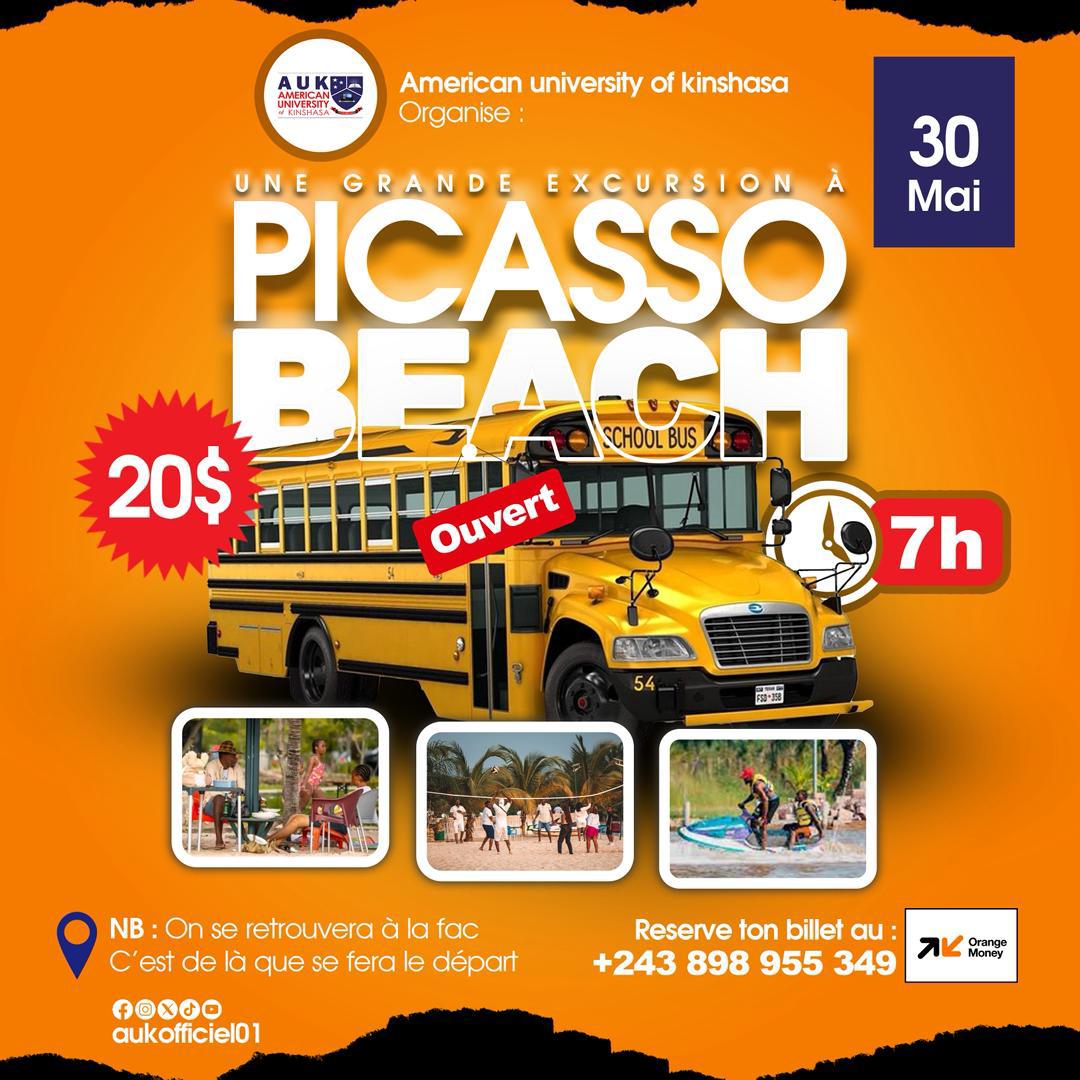 AUK
AMERICAN
UNIVERSITY
of KINSHASA
American university of kinshasa
Organise :
30
Mai
UNE GRANDE EXCURSION À
PICASSO
BEACH
SCHOOL BUS
20$
Ouvert
7h
54
54
FSD 35B
NB : On se retrouvera à la fac
C'est de là que se fera le départ
Reserve ton billet au :
+243 898 955 349
Orange
Money
aukofficiel01